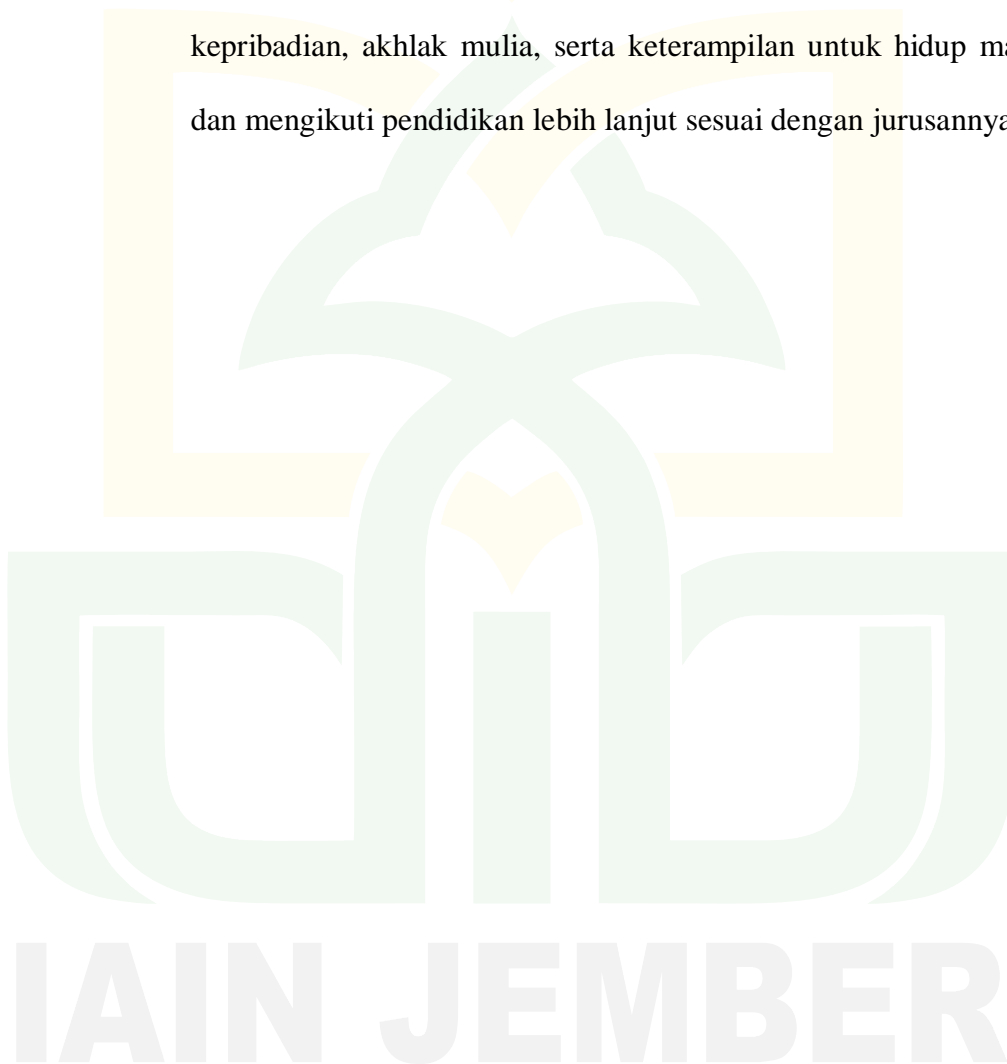 kepribadian, akhlak mulia, serta keterampilan untuk hidup
dan mengikuti pendidikan lebih lanjut sesuai dengan jurusannya
IAIN JEMBER